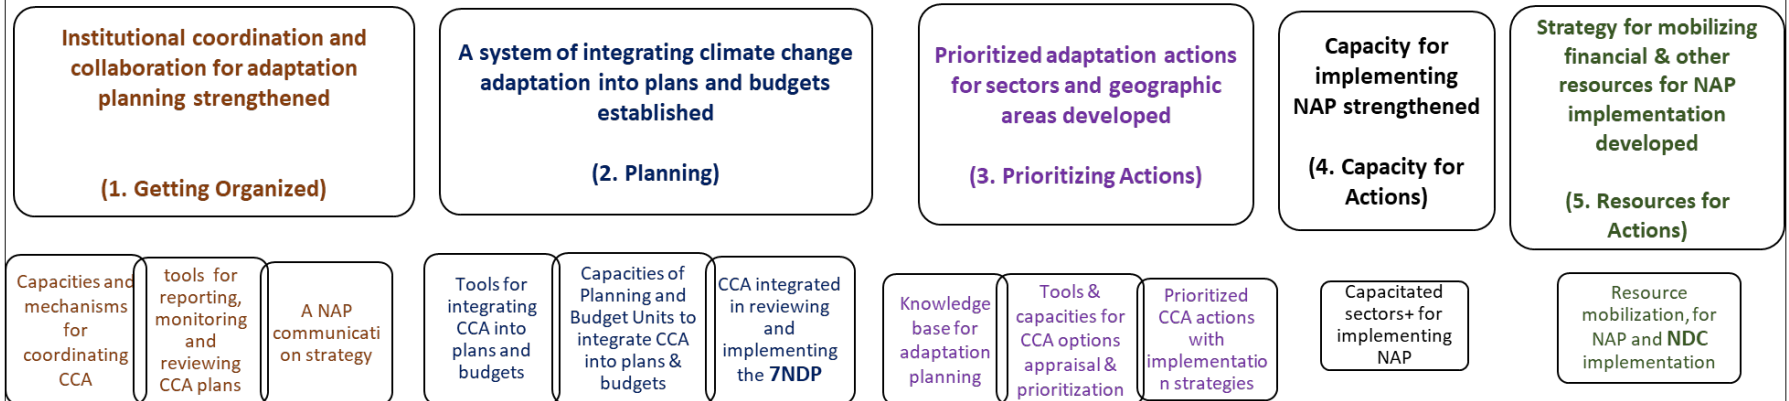 Institutional coordination and
collaboration for adaptation
planning strengthened
(1. Getting Organized)
A system of integrating climate change
adaptation into plans and budgets
established
(2. Planning)
Prioritized adaptation actions
for sectors and geographic
areas developed
(3. Prioritizing Actions)
Capacity for
implementing
NAP strengthened
(4. Capacity for
Actions)
Strategy for mobilizing
financial & other
resources for NAP
implementation
developed
(5. Resources for
Actions)
Capacities and
mechanisms
for
coordinating
CCA
tools for
reporting,
monitoring
and
reviewing
CCA plans
A NAP
communicati
on strategy
Tools for
integrating
CCA into
plans and
budgets
Capacities of
Planning and
Budget Units to
integrate CCA
into plans &
budgets
CCA integrated
in reviewing
and
implementing
the 7NDP
Knowledge
base for
adaptation
planning
Tools &
capacities for
CCA options
appraisal &
prioritization
Prioritized
CCA actions
with
implementatio
n strategies
Capacitated
sectors+ for
implementing
NAP
Resource
mobilization, for
NAP and NDC
implementation